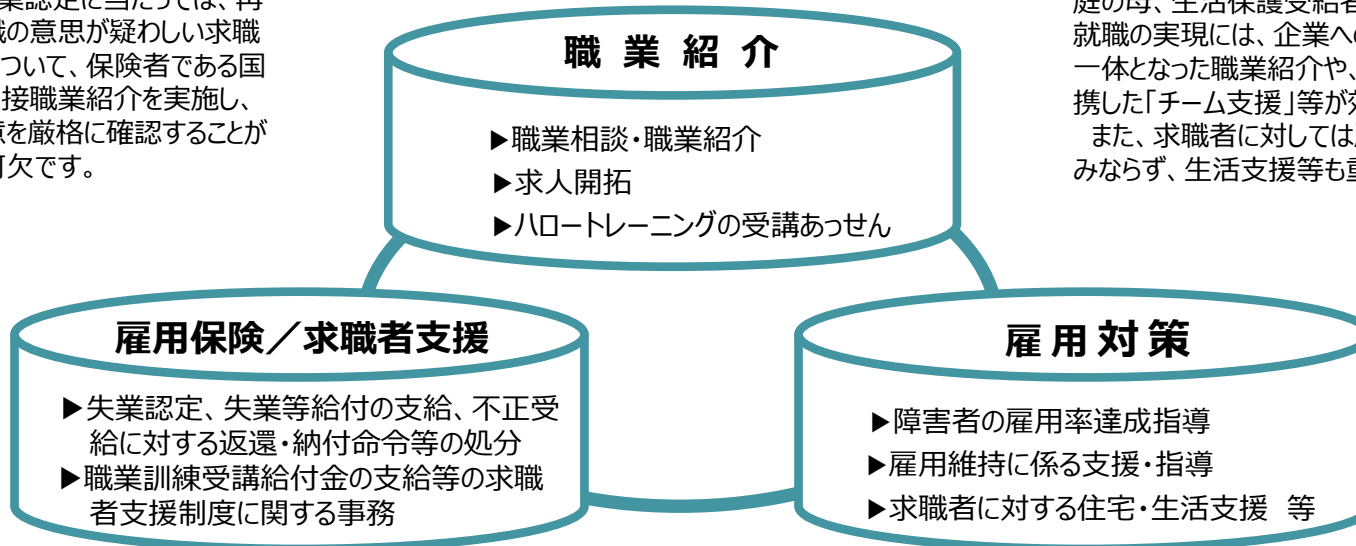 業認定に当たっては、再
職の意思が疑わしい求職
ついて、保険者である国
接職業紹介を実施し、
意を厳格に確認することが
可欠です。
職業紹介
▶職業相談・職業紹介
▶求人開拓
▶ハロートレーニングの受講あっせん
庭の母、生活保護受給者
就職の実現には、企業への
一体となった職業紹介や、
携した「チーム支援」等が効
また、求職者に対しては
みならず、生活支援等も重
雇用保険／求職者支援
▶失業認定、失業等給付の支給、不正受
給に対する返還・納付命令等の処分
▶職業訓練受講給付金の支給等の求職
者支援制度に関する事務
雇用対策
▶障害者の雇用率達成指導
▶雇用維持に係る支援・指導
▶求職者に対する住宅・生活支援 等